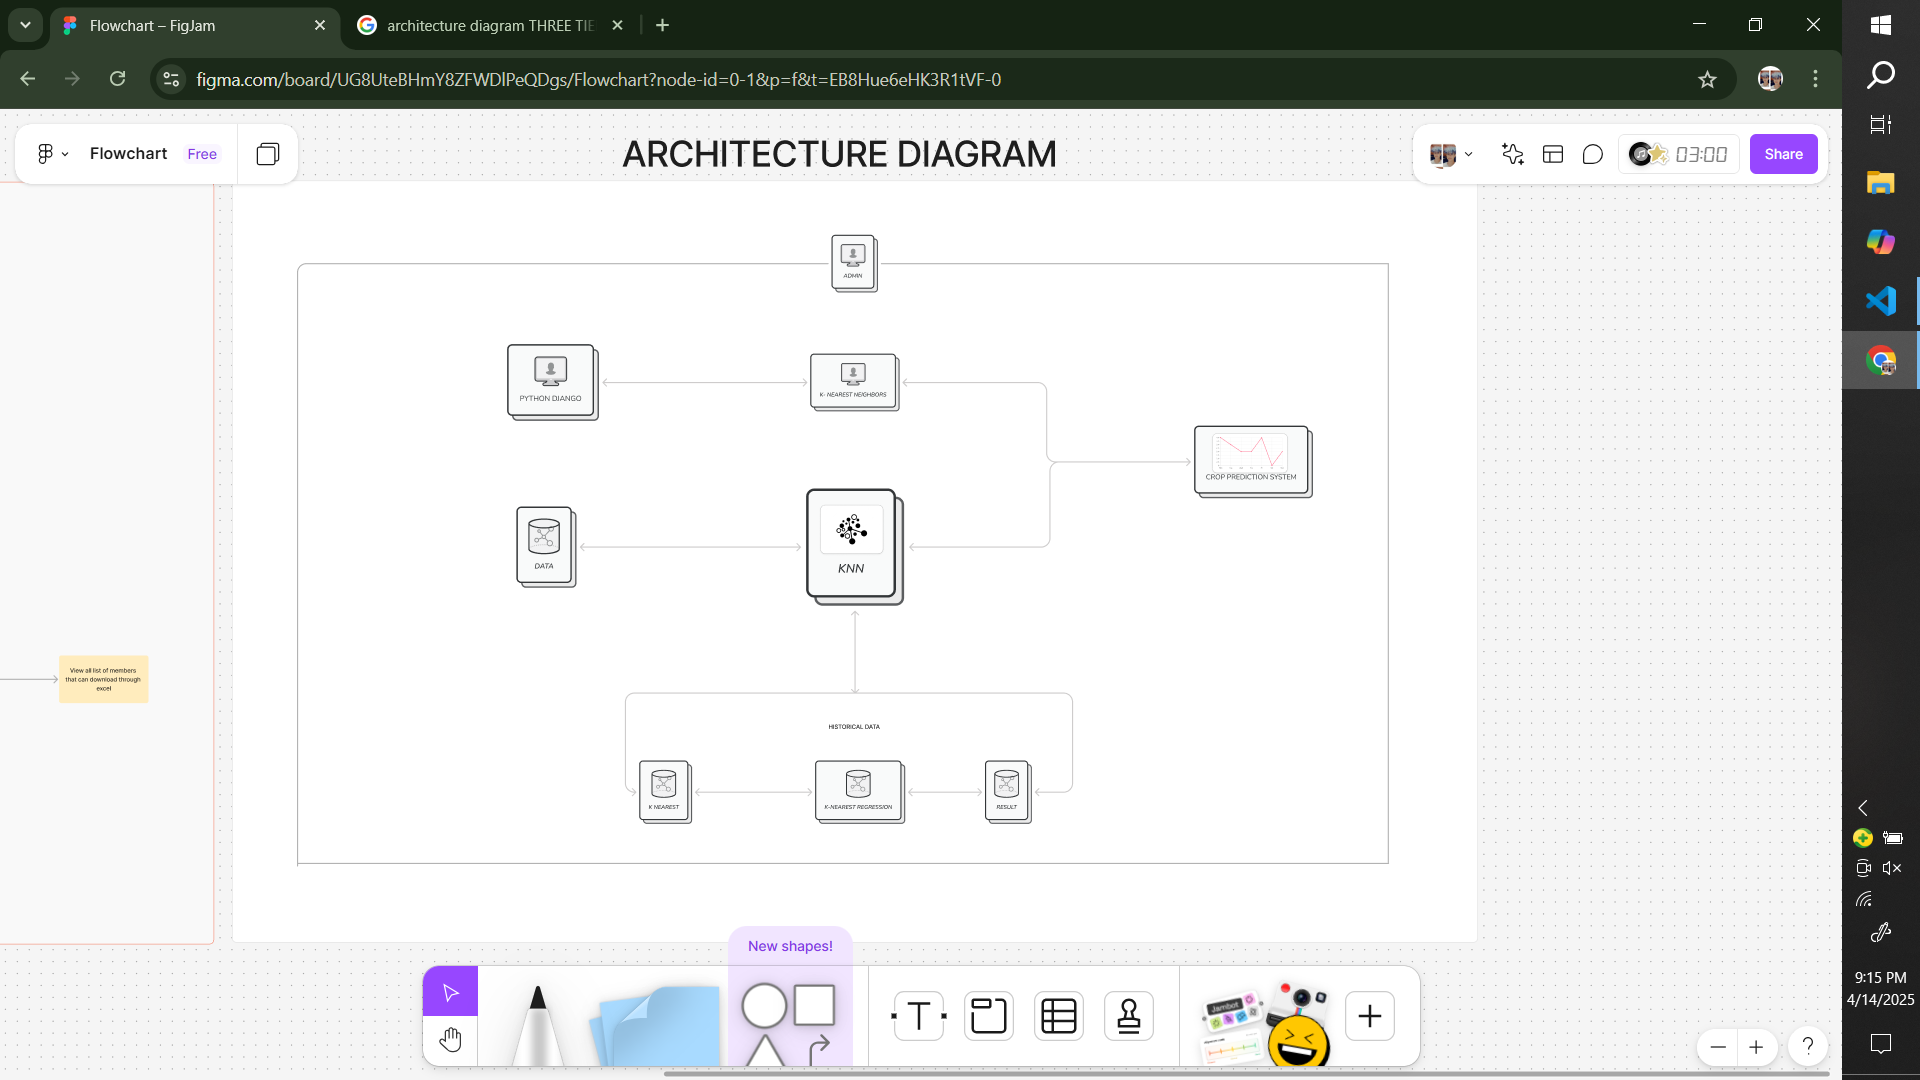 Flowchart – FigJam
architecture diagram THREE TIE
figma.com/board/UG8UteBHmY8ZFWDlPeQDgs/Flowchart?node-id=0-1&p=f&t=EB8Hue6eHK3R1tVF-0
Flowchart Free
ARCHITECTURE DIAGRAM
03:00
Share
ADMIN
PYTHON DJANGO
K- NEAREST NEIGHBORS
CROP PREDICTION SYSTEM
DATA
KNN
View all list of members
that can download through
excel
HISTORICAL DATA
K NEAREST
K-NEAREST REGRESSION
RESULT
New shapes!
T
Jambot
?
9:15 PM
4/14/2025